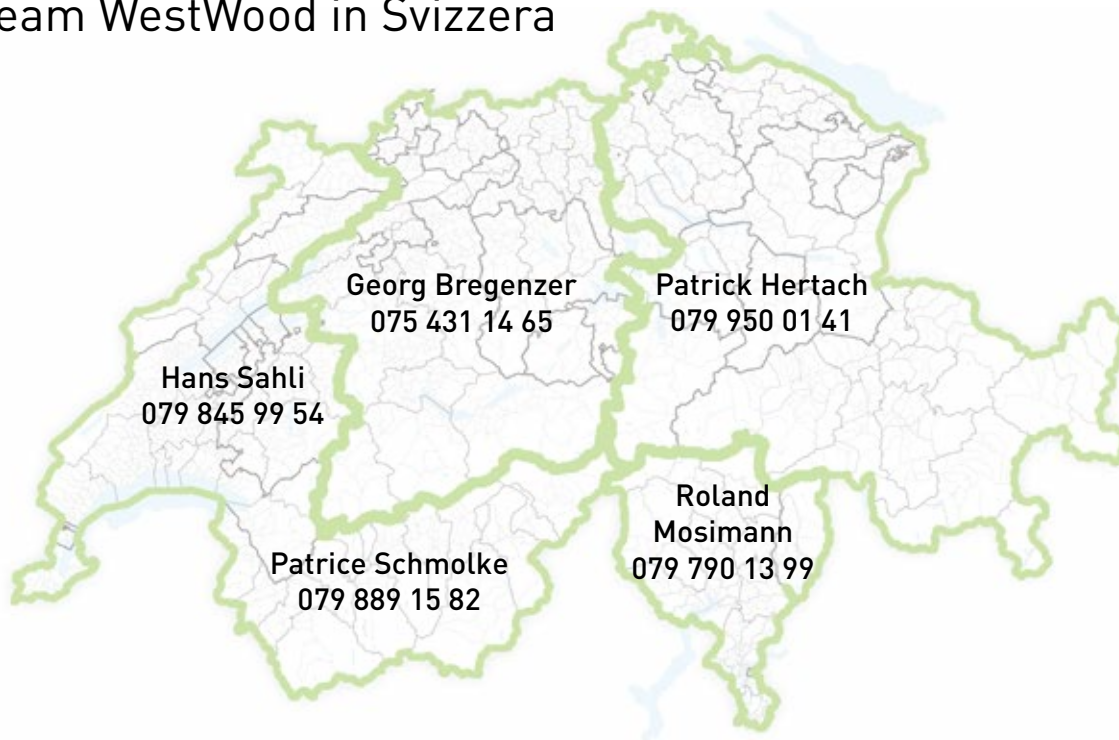 eam WestWood in Svizzera
Georg Bregenzer
075 431 14 65
Patrick Hertach
079 950 01 41
Hans Sahli
079 845 99 54
Roland
Mosimann
079 790 13 99
Patrice Schmolke
079 889 15 82